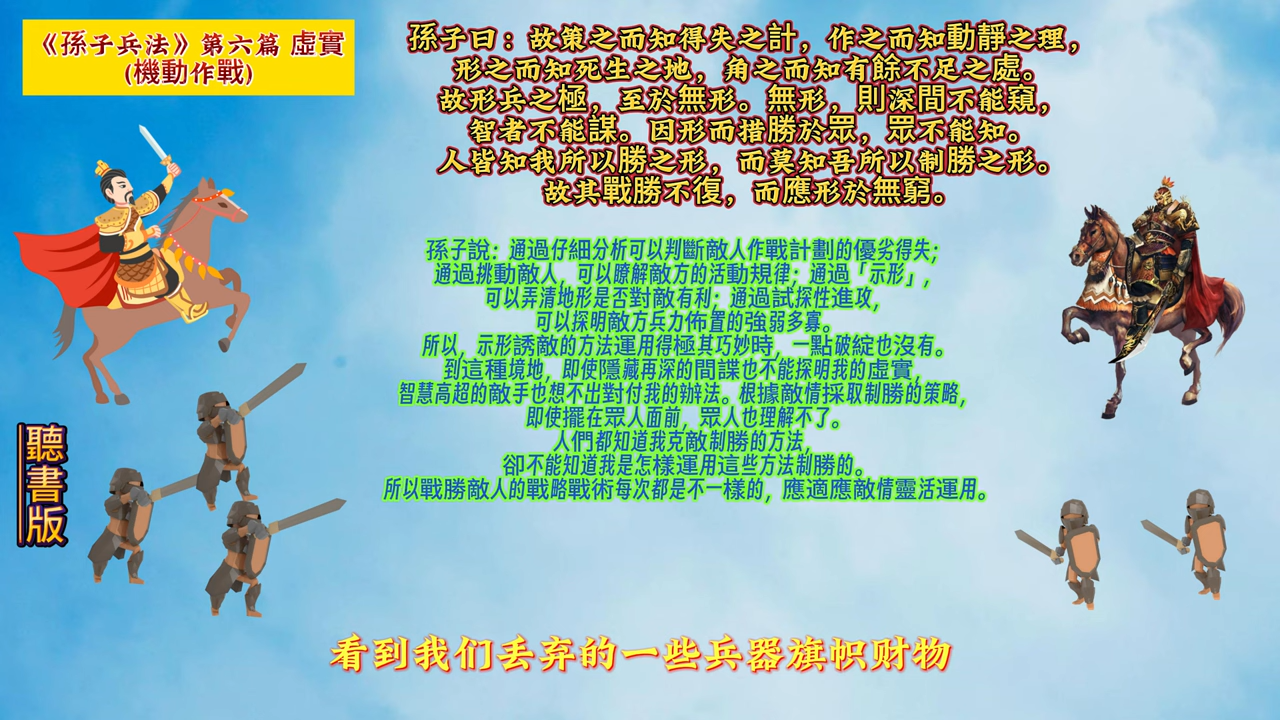 《孫子兵法》第六篇 虛實
(機動作戰)
孫子曰：故策之而知得失之計，作之而知動靜之理，
形之而知死生之地，角之而知有餘不足之處。
故形兵之極，至於無形。無形，則深間不能窺，
智者不能謀。因形而措勝於眾，眾不能知。
人皆知我所以勝之形，而莫知吾所以制勝之形。
故其戰勝不復，而應形於無窮。
孫子說：通過仔細分析可以判斷敵人作戰計劃的優劣得失；
通過挑動敵人，可以瞭解敵方的活動規律；通過「示形」，
可以弄清地形是否對敵有利；通過試探性進攻，
可以探明敵方兵力佈置的強弱多寡。
所以，示形誘敵的方法運用得極其巧妙時，一點破綻也沒有。
到這種境地，即使隱藏再深的間諜也不能探明我的虛實，
智慧高超的敵手也想不出對付我的辦法。根據敵情採取制勝的策略，
即使擺在眾人面前，眾人也理解不了。
人們都知道我克敵制勝的方法，
卻不能知道我是怎樣運用這些方法制勝的。
所以戰勝敵人的戰略戰術每次都是不一樣的，應適應敵情靈活運用。
聽書版
看到我们丢弃的一些兵器旗帜财物